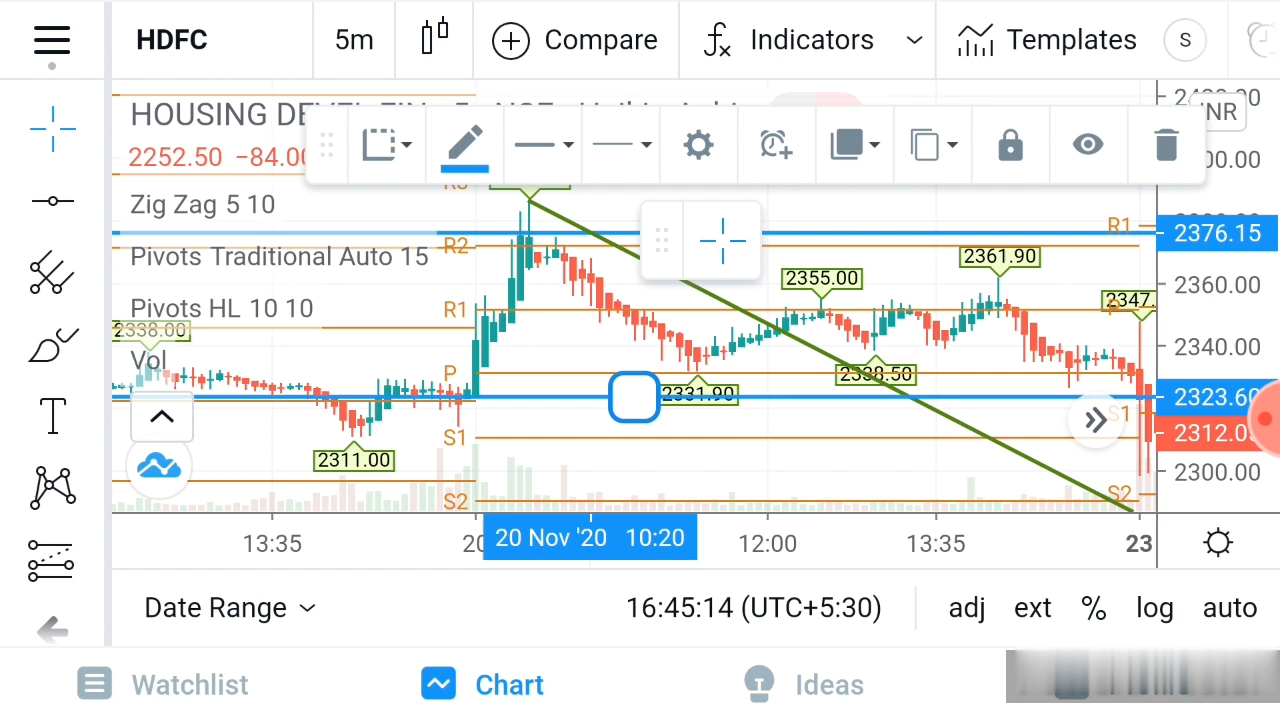 HDFC 5m Compare Indicators Templates S
HOUSING DE
INR
2252.50 −84.00
Zig Zag 5 10
R1
2376.15
R2
Pivots Traditional Auto 15
2361.90
2355.00
2360.00
Pivots HL 10 10
R1
2347
P
2338.00
2340.00
Vol
P
2338.50
2331.90
2323.60
S1
S1
2312.0
2311.00
2300.00
S2
S2
13:35 20 Nov '20 10:20 12:00 13:35 23
Date Range 16:45:14 (UTC+5:30) adj ext % log auto
Watchlist Chart Ideas